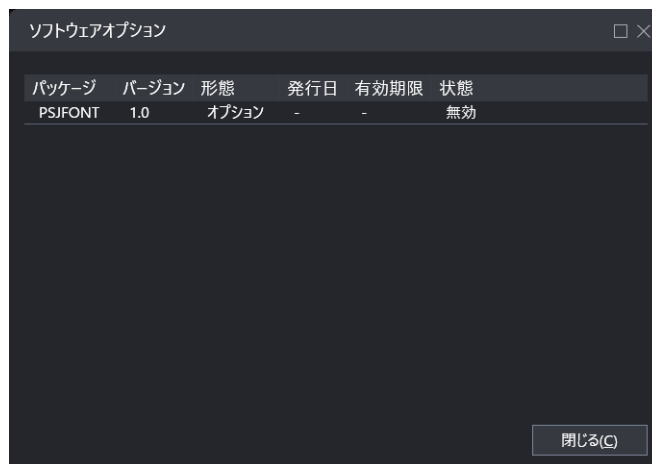 ソフトウェアオプション
パッケージ バージョン 形態 発行日 有効期限 状態
PSJFONT 1.0 オプション - - 無効
閉じる(C)